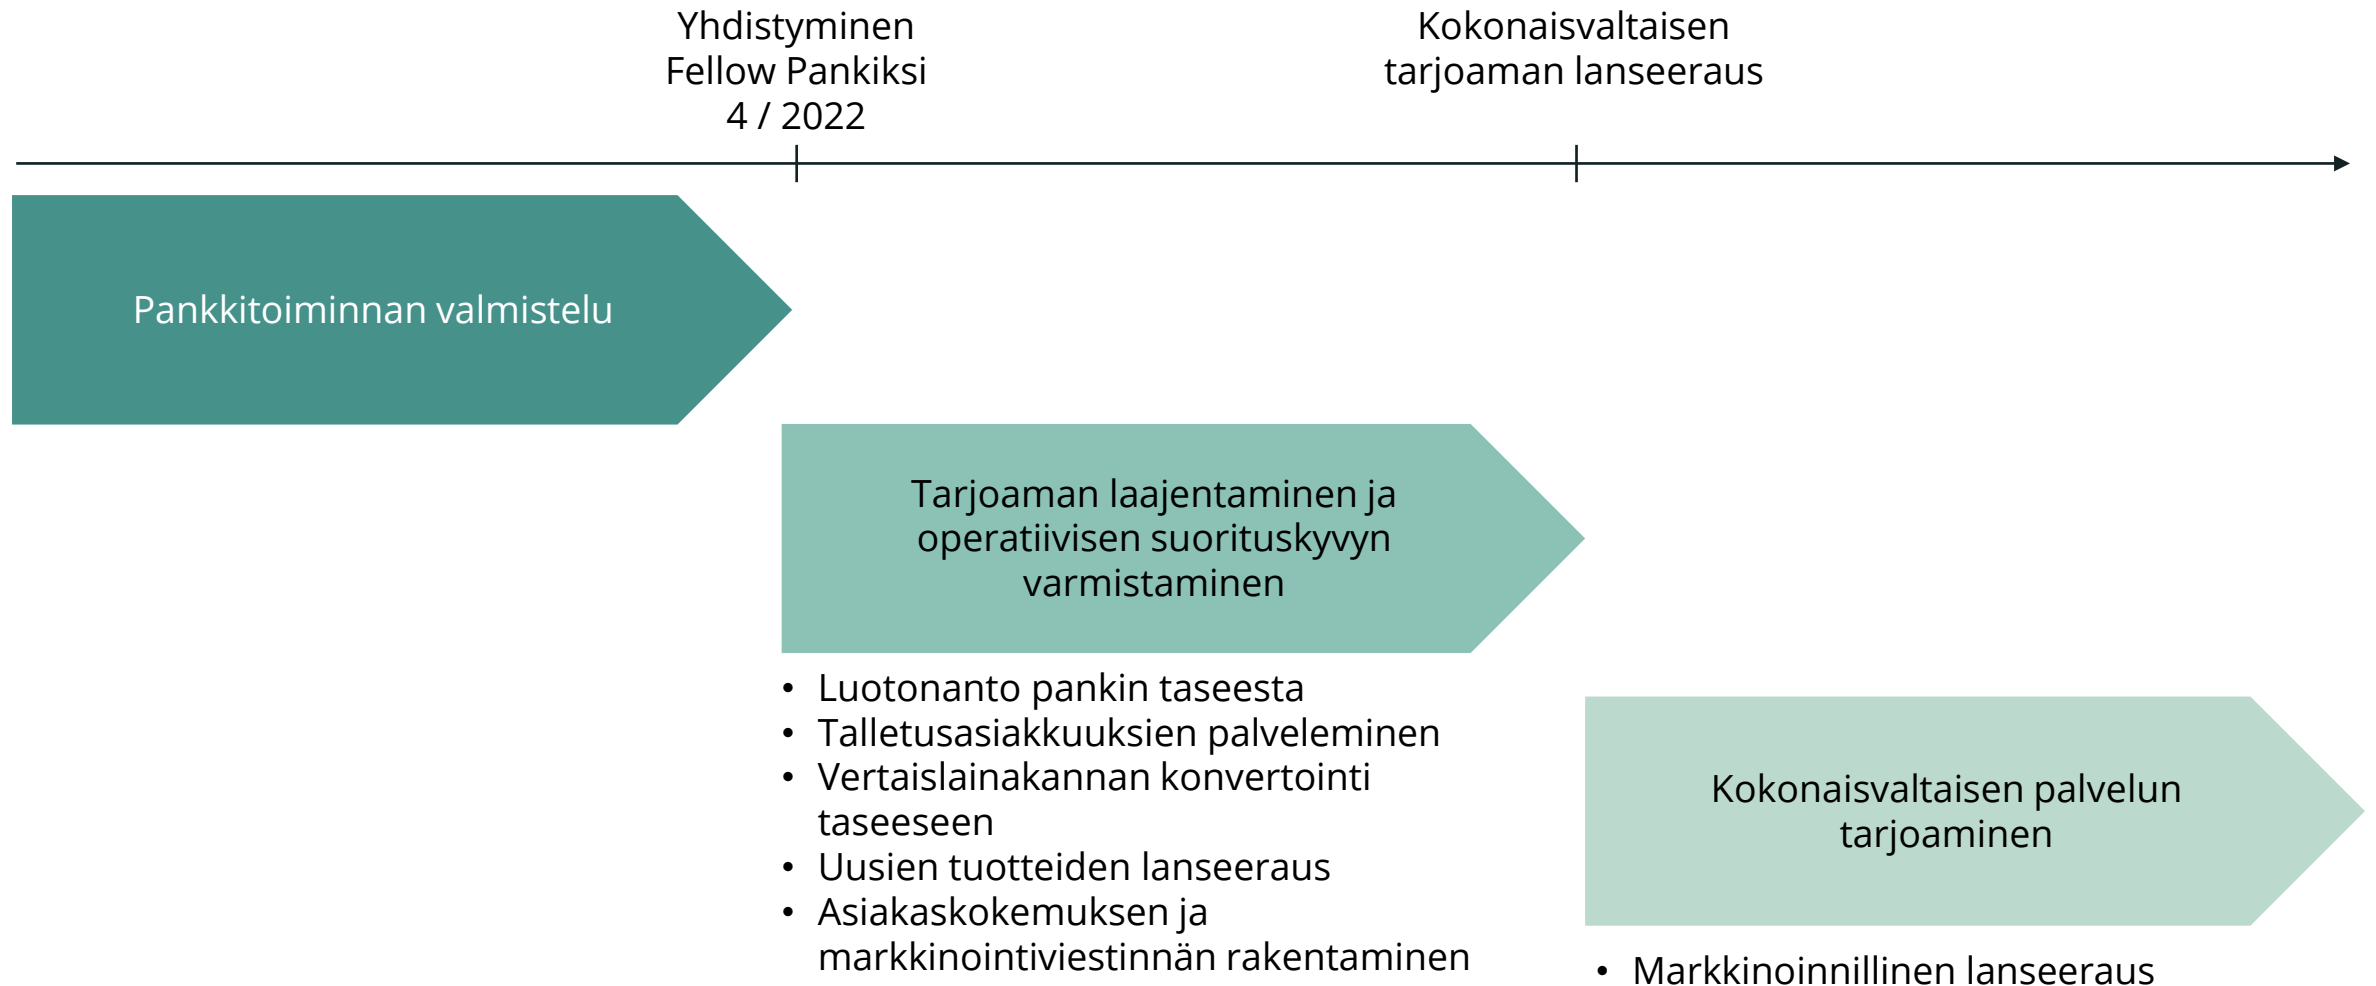 Yhdistyminen
Fellow Pankiksi
4 / 2022
Kokonaisvaltaisen
tarjoaman lanseeraus
Pankkitoiminnan valmistelu
Tarjoaman laajentaminen ja
operatiivisen suorituskyvyn
varmistaminen
• Luotonanto pankin taseesta
• Talletusasiakkuuksien palveleminen
• Vertaislainakannan konvertointi
taseeseen
• Uusien tuotteiden lanseeraus
• Asiakaskokemuksen ja
markkinointiviestinnän rakentaminen
Kokonaisvaltaisen palvelun
tarjoaminen
• Markkinoinnillinen lanseeraus